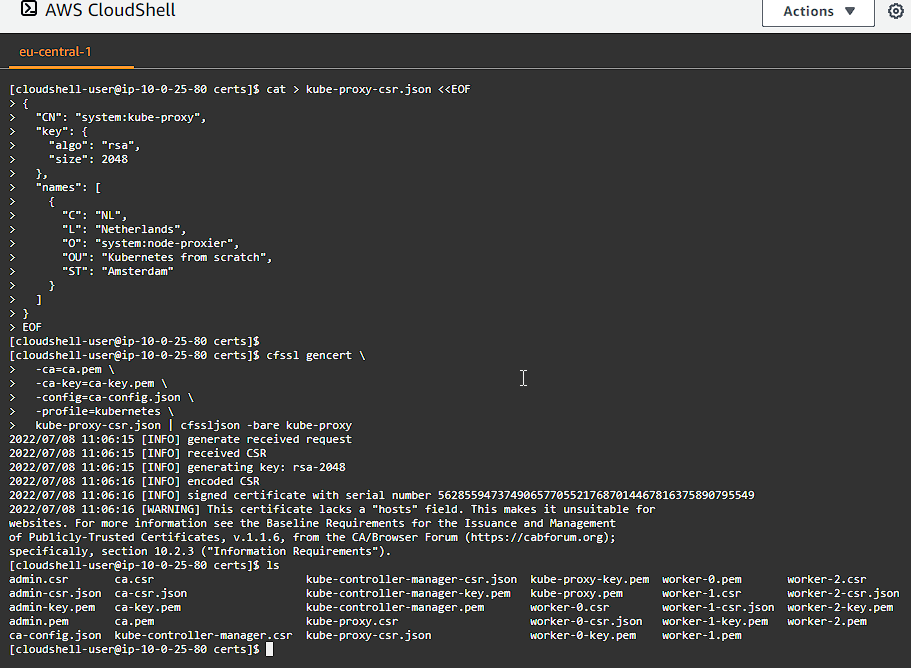 AWS CloudShell
Actions ▼
eu-central-1
[cloudshell-user@ip-10-0-25-80 certs]$ cat > kube-proxy-csr.json <<EOF
> {
>   "CN": "system:kube-proxy",
>   "key": {
>     "algo": "rsa",
>     "size": 2048
>   },
>   "names": [
>     {
>       "C": "NL",
>       "L": "Netherlands",
>       "O": "system:node-proxier",
>       "OU": "Kubernetes from scratch",
>       "ST": "Amsterdam"
>     }
>   ]
> }
> EOF
[cloudshell-user@ip-10-0-25-80 certs]$
[cloudshell-user@ip-10-0-25-80 certs]$ cfssl gencert \
>   -ca=ca.pem \
>   -ca-key=ca-key.pem \
>   -config=ca-config.json \
>   -profile=kubernetes \
>   kube-proxy-csr.json | cfssljson -bare kube-proxy
2022/07/08 11:06:15 [INFO] generate received request
2022/07/08 11:06:15 [INFO] received CSR
2022/07/08 11:06:15 [INFO] generating key: rsa-2048
2022/07/08 11:06:16 [INFO] encoded CSR
2022/07/08 11:06:16 [INFO] signed certificate with serial number 562855947374906577055217687014467816375890795549
2022/07/08 11:06:16 [WARNING] This certificate lacks a "hosts" field. This makes it unsuitable for
websites. For more information see the Baseline Requirements for the Issuance and Management
of Publicly-Trusted Certificates, v.1.1.6, from the CA/Browser Forum (https://cabforum.org);
specifically, section 10.2.3 ("Information Requirements").
[cloudshell-user@ip-10-0-25-80 certs]$ ls
admin.csr ca.csr kube-controller-manager-csr.json kube-proxy-key.pem worker-0.pem worker-2.csr
admin-csr.json ca-csr.json kube-controller-manager-key.pem kube-proxy.pem worker-1.csr worker-2-csr.json
admin-key.pem ca-key.pem kube-controller-manager.pem worker-0.csr worker-1-csr.json worker-2-key.pem
admin.pem ca.pem kube-proxy.csr worker-0-csr.json worker-1-key.pem worker-2.pem
ca-config.json kube-controller-manager.csr kube-proxy-csr.json worker-0-key.pem worker-1.pem
[cloudshell-user@ip-10-0-25-80 certs]$